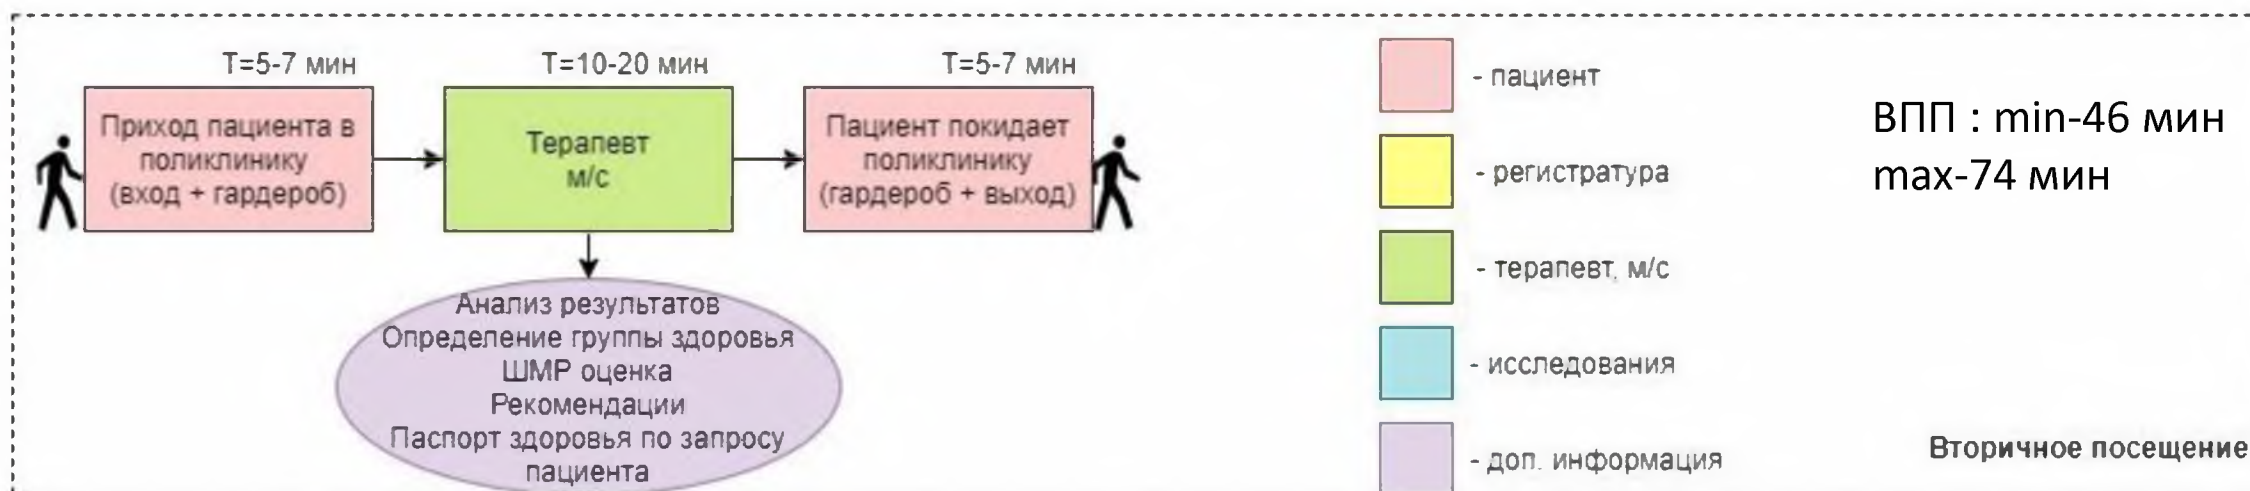 T=5-7 мин
T=10-20 мин
T=5-7 мин
Приход пациента в
поликлинику
(вход + гардероб)
Терапевт
м/с
Пациент покидает
поликлинику
(гардероб + выход)
Анализ результатов
Определение группы здоровья
ШМР оценка
Рекомендации
Паспорт здоровья по запросу
пациента
- пациент
- регистратура
- терапевт, м/с
- исследования
- доп. информация
ВПП : min-46 мин
max-74 мин
Вторичное посещение